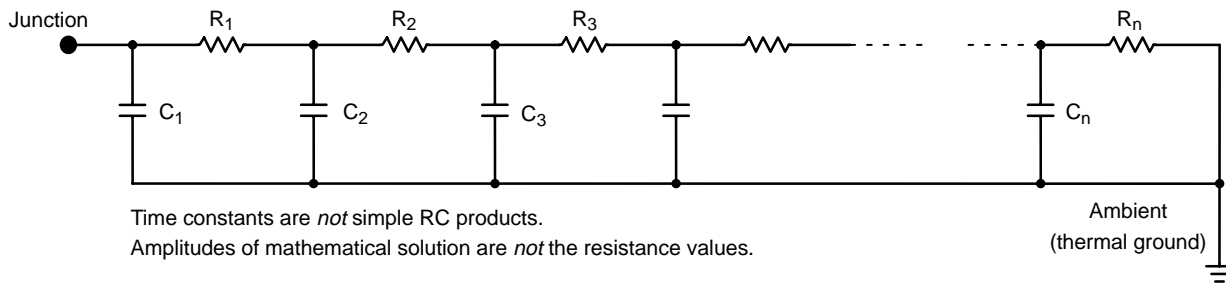 Junction
R1
R2
R3
Rn
C1
C2
C3
Cn
Time constants are not simple RC products.
Amplitudes of mathematical solution are not the resistance values.
Ambient
(thermal ground)